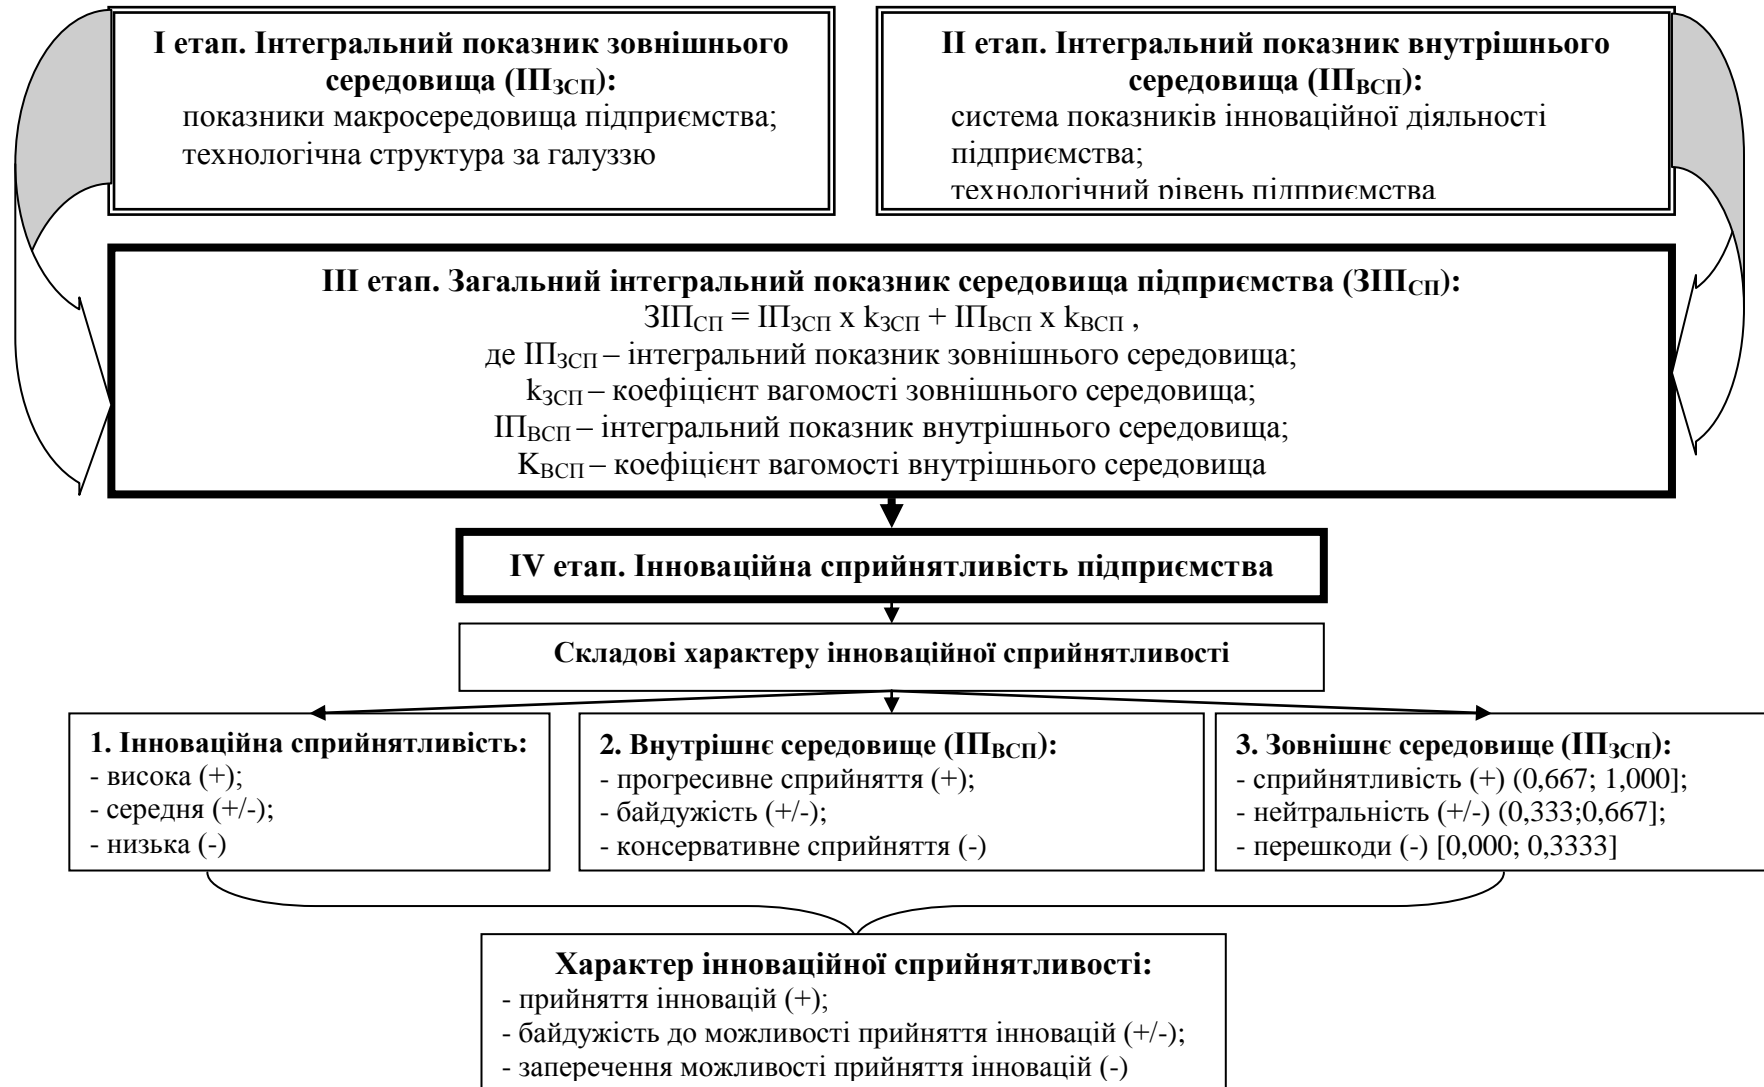 I етап. Інтегральний показник зовнішнього
середовища (ІПЗСП):
показники макросередовища підприємства;
технологічна структура за галуззю
II етап. Інтегральний показник внутрішнього
середовища (ІПВСП):
система показників інноваційної діяльності
підприємства;
технологічний рівень підприємства
III етап. Загальний інтегральний показник середовища підприємства (ЗІПСП):
ЗІПСП = ІПЗСП х kЗСП + ІПВСП х kВСП ,
де ІПЗСП – інтегральний показник зовнішнього середовища;
kЗСП – коефіцієнт вагомості зовнішнього середовища;
ІПВСП – інтегральний показник внутрішнього середовища;
KВСП – коефіцієнт вагомості внутрішнього середовища
IV етап. Інноваційна сприйнятливість підприємства
Складові характеру інноваційної сприйнятливості
1. Інноваційна сприйнятливість:
- висока (+);
- середня (+/-);
- низька (-)
2. Внутрішнє середовище (ІПВСП):
- прогресивне сприйняття (+);
- байдужість (+/-);
- консервативне сприйняття (-)
3. Зовнішнє середовище (ІПЗСП):
- сприйнятливість (+) (0,667; 1,000];
- нейтральність (+/-) (0,333;0,667];
- перешкоди (-) [0,000; 0,3333]
Характер інноваційної сприйнятливості:
- прийняття інновацій (+);
- байдужість до можливості прийняття інновацій (+/-);
- заперечення можливості прийняття інновацій (-)